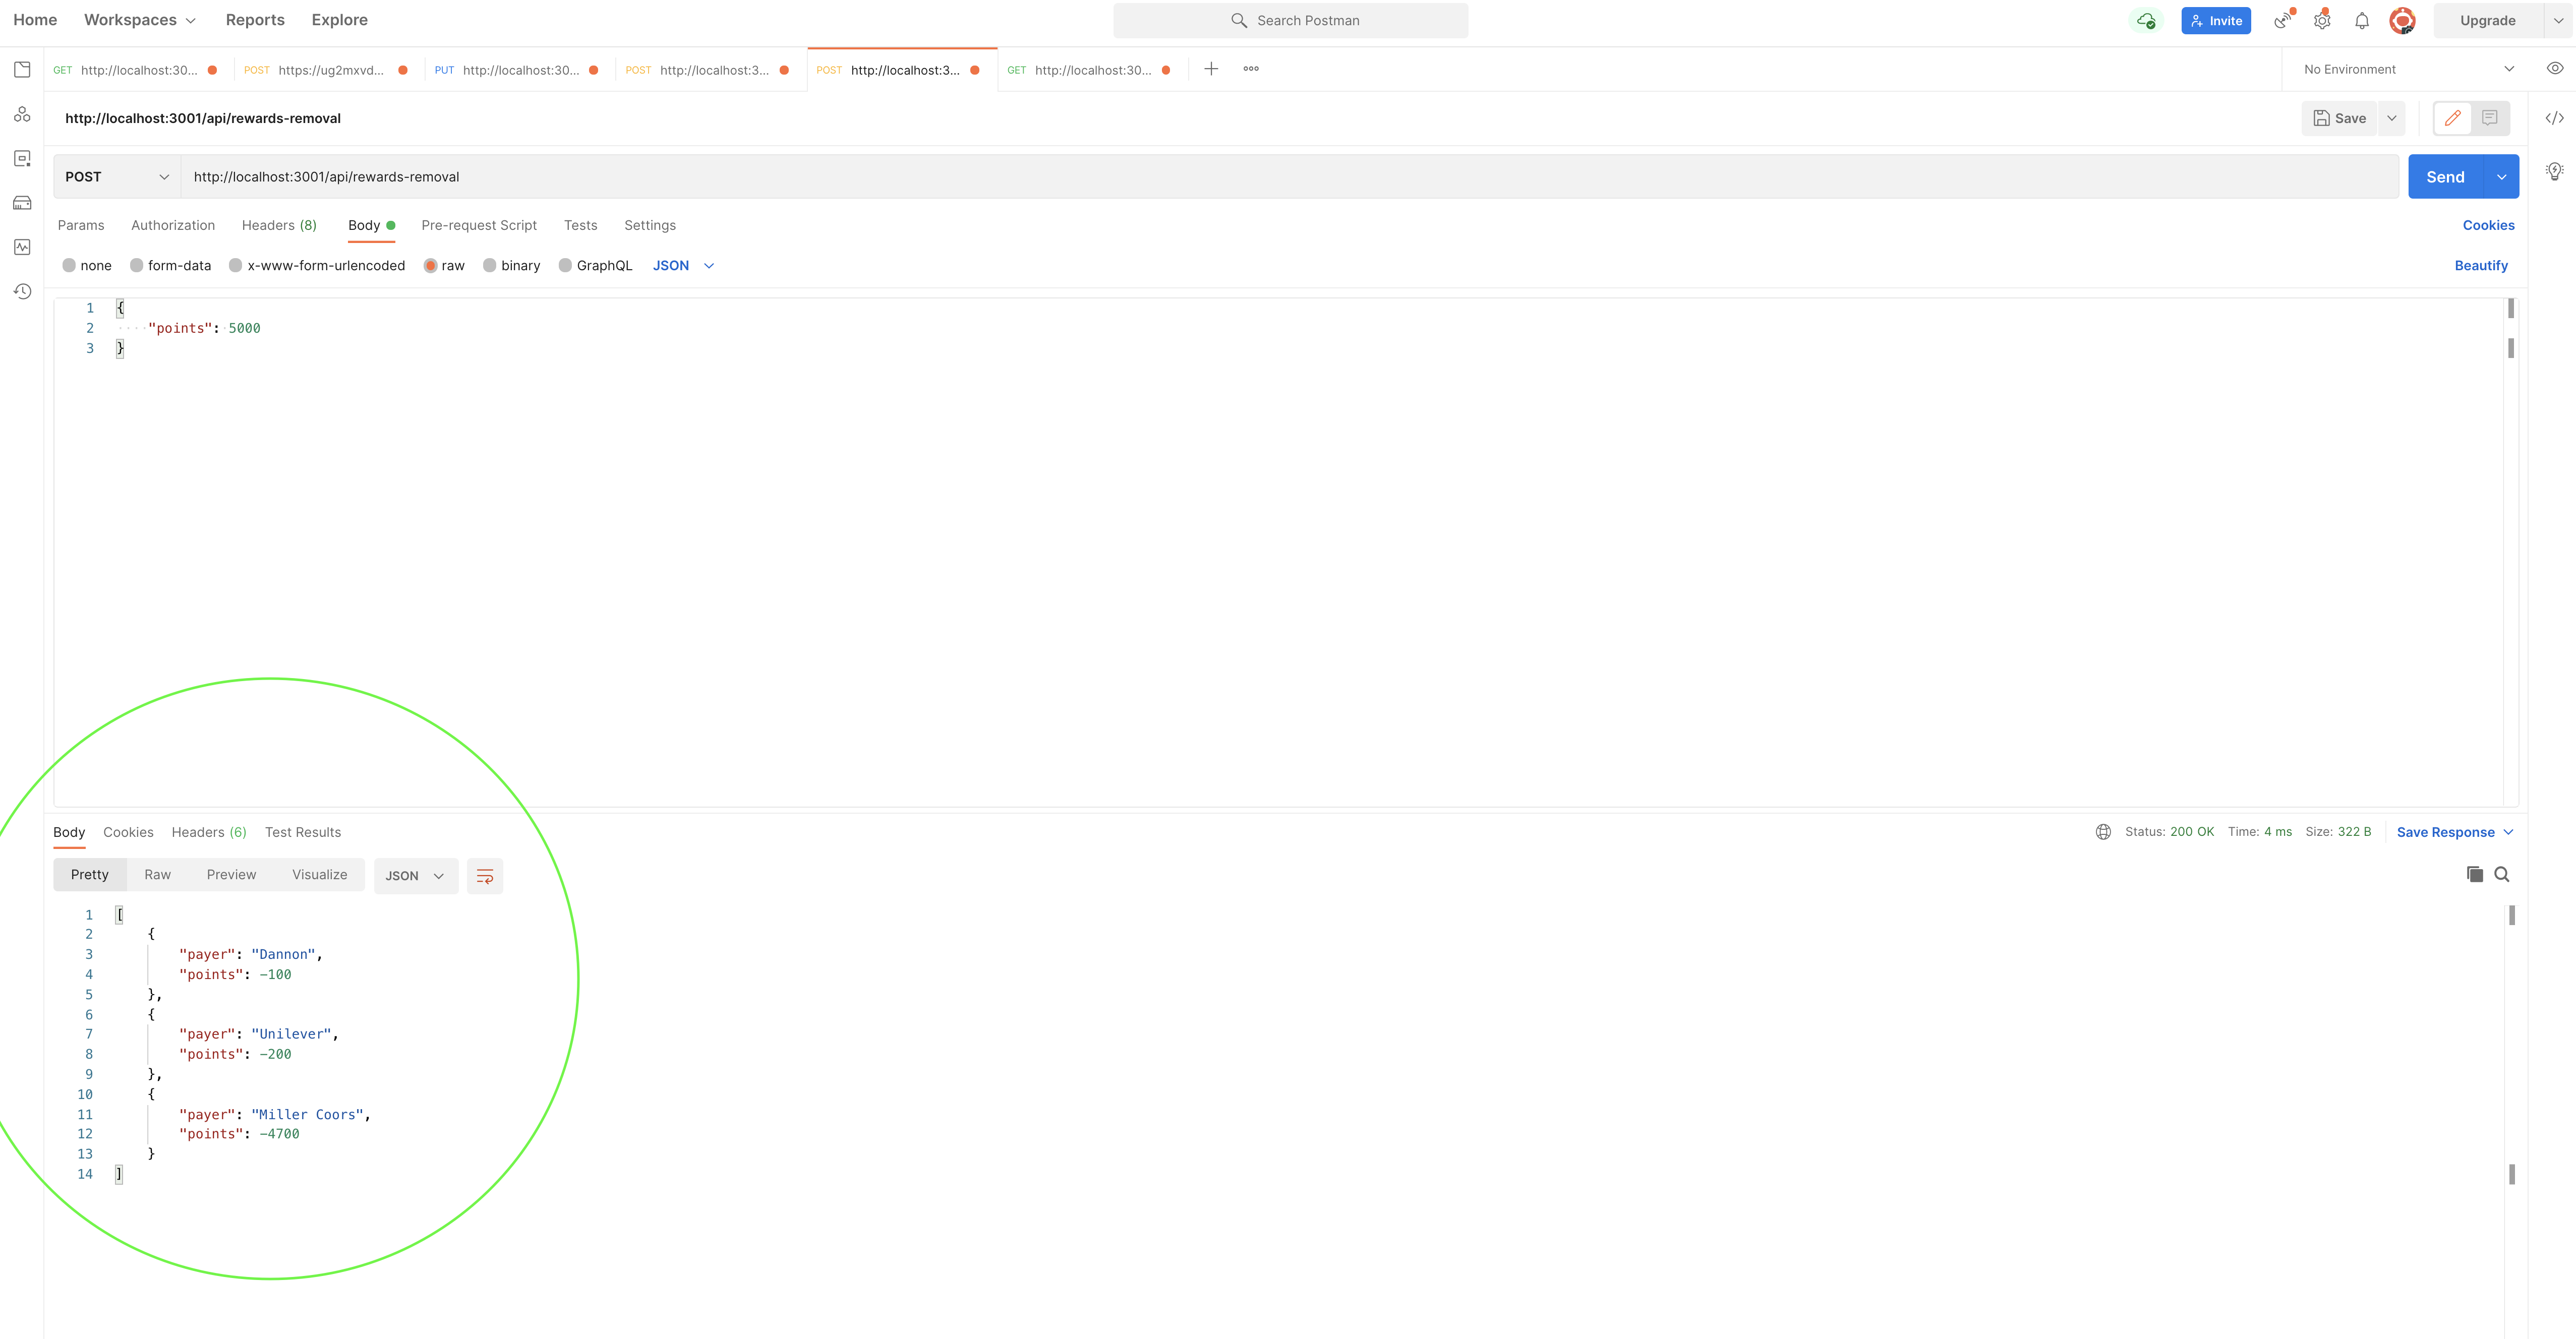 Home Workspaces Reports Explore Search Postman Invite Upgrade
GET http://localhost:30... POST https://ug2mxvd... PUT http://localhost:30... POST http://localhost:3... POST http://localhost:3... GET http://localhost:30... No Environment
http://localhost:3001/api/rewards-removal Save
POST http://localhost:3001/api/rewards-removal Send
Params Authorization Headers (8) Body Pre-request Script Tests Settings Cookies
none form-data x-www-form-urlencoded raw binary GraphQL JSON Beautify
1 {
2 "points": 5000
3 }
Body Cookies Headers (6) Test Results Status: 200 OK Time: 4 ms Size: 322 B Save Response
Pretty Raw Preview Visualize JSON
1 [
2 {
3 "payer": "Dannon",
4 "points": -100
5 },
6 {
7 "payer": "Unilever",
8 "points": -200
9 },
10 {
11 "payer": "Miller Coors",
12 "points": -4700
13 }
14 ]